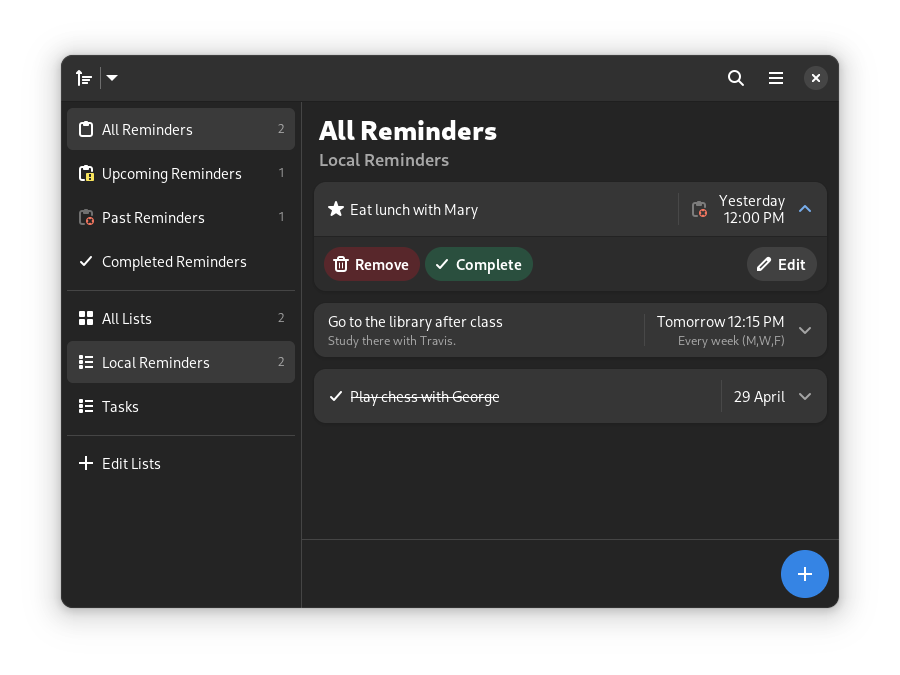 All Reminders 2
Upcoming Reminders 1
Past Reminders 1
Completed Reminders
All Lists 2
Local Reminders 2
Tasks
Edit Lists
All Reminders
Local Reminders
Eat lunch with Mary
Yesterday
12:00 PM
Remove
Complete
Edit
Go to the library after class
Study there with Travis.
Tomorrow 12:15 PM
Every week (M,W,F)
Play chess with George
29 April